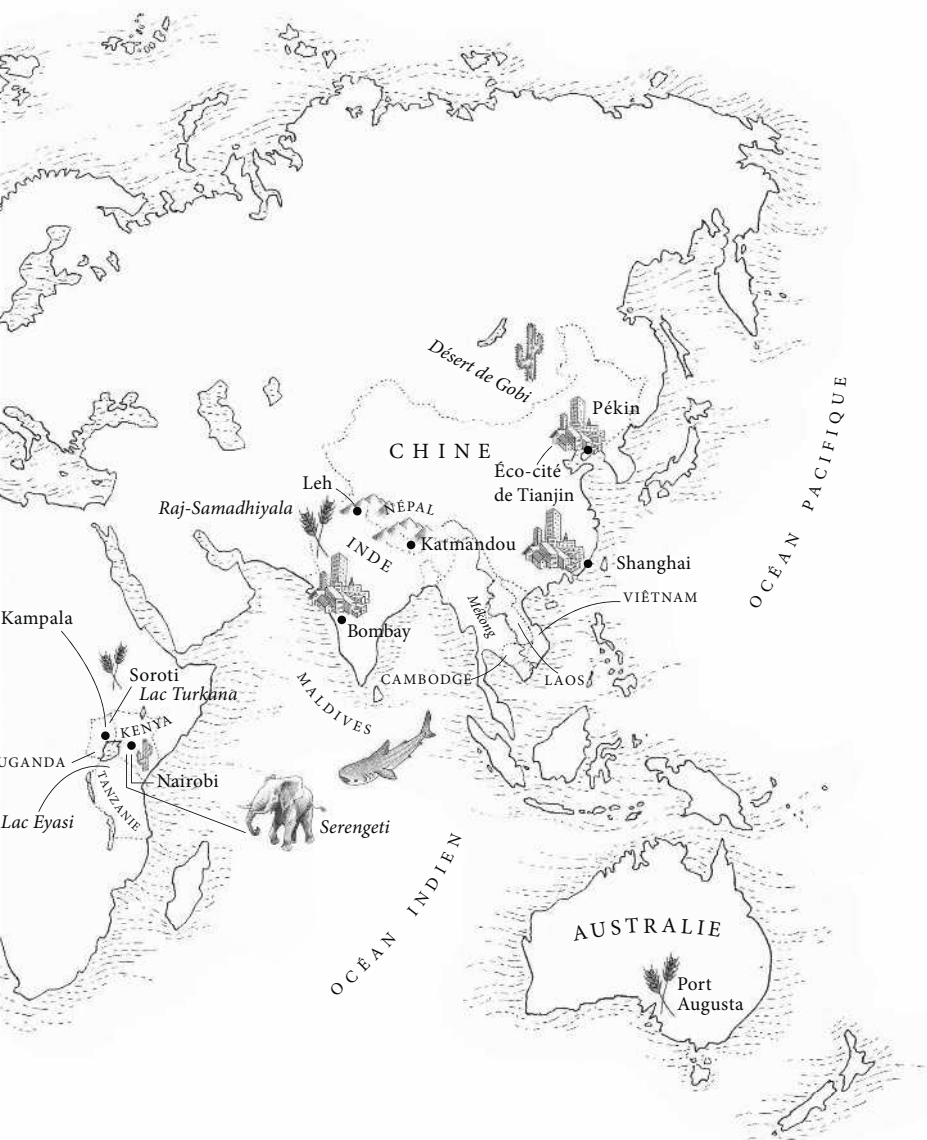 Désert de Gobi
Pékin
CHINE
Éco-cité
de Tianjin
OCÉAN PACIFIQUE
Leh
NÉPAL
Raj-Samadhiyala
INDE
Katmandou
Shanghai
VIÊTNAM
Mékong
Kampala
Bombay
CAMBODGE
LAOS
Soroti
Lac Turkana
MALDIVES
KENYA
UGANDA
Nairobi
TANZANIE
Lac Eyasi
Serengeti
OCÉAN INDIEN
AUSTRALIE
Port
Augusta